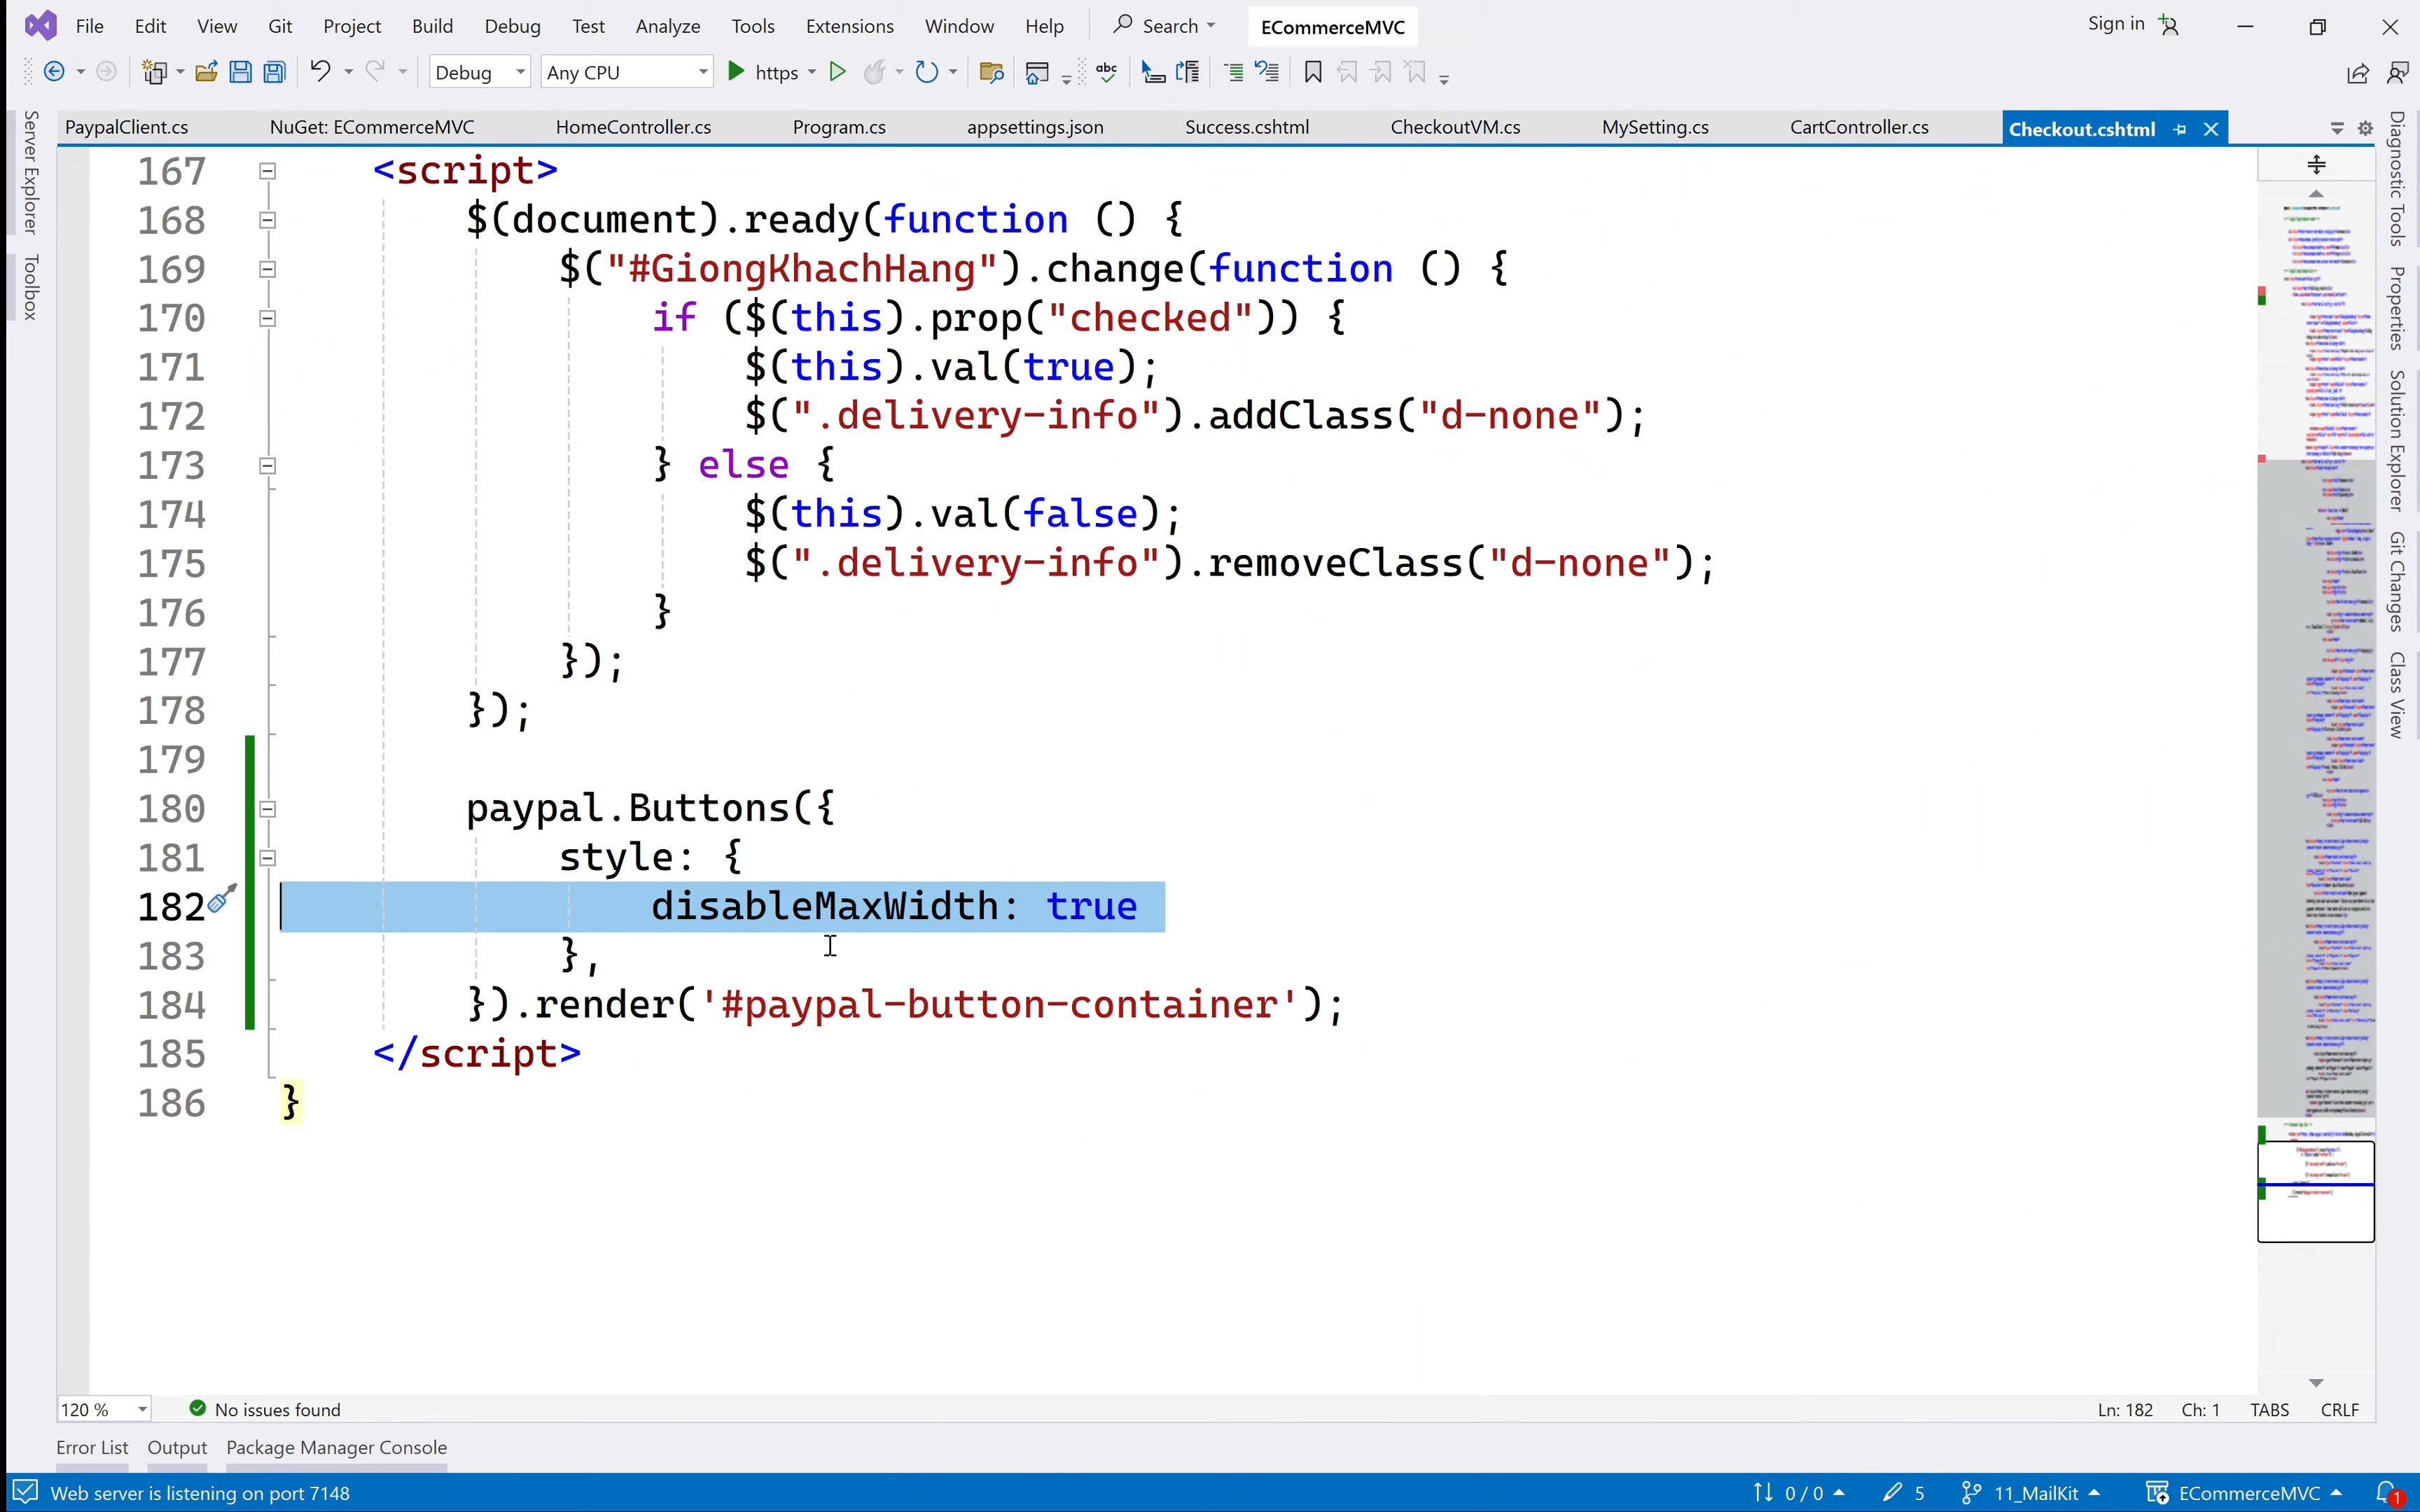 File Edit View Git Project Build Debug Test Analyze Tools Extensions Window Help Search ECommerceMVC Sign in
Debug Any CPU https abc
PaypalClient.cs NuGet: ECommerceMVC HomeController.cs Program.cs appsettings.json Success.cshtml CheckoutVM.cs MySetting.cs CartController.cs Checkout.cshtml
Server Explorer
Toolbox
167 <script>
168 $(document).ready(function () {
169 $("#GiongKhachHang").change(function () {
170 if ($(this).prop("checked")) {
171 $(this).val(true);
172 $(".delivery-info").addClass("d-none");
173 } else {
174 $(this).val(false);
175 $(".delivery-info").removeClass("d-none");
176 }
177 });
178 });
179
180 paypal.Buttons({
181 style: {
182 disableMaxWidth: true
183 },
184 }).render('#paypal-button-container');
185 </script>
186 }
Diagnostic Tools
Properties
Solution Explorer
Git Changes
Class View
120 % No issues found Ln: 182 Ch: 1 TABS CRLF
Error List Output Package Manager Console
Web server is listening on port 7148 0 / 0 5 11_MailKit ECommerceMVC 1